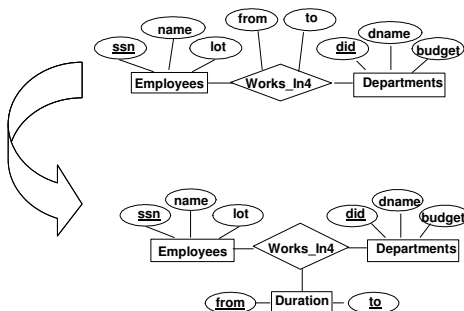 from to
name dname
ssn lot did budget
Employees Works_In4 Departments
name dname
ssn lot did budget
Employees Works_In4 Departments
from Duration to